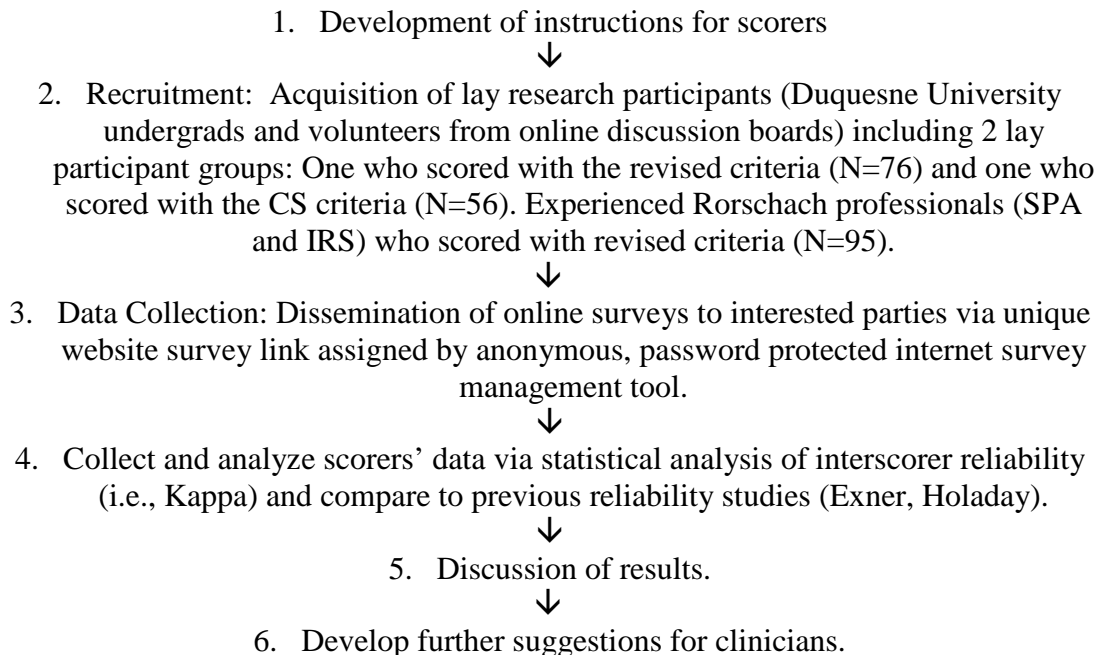 1. Development of instructions for scorers
↓
2. Recruitment: Acquisition of lay research participants (Duquesne University
undergrads and volunteers from online discussion boards) including 2 lay
participant groups: One who scored with the revised criteria (N=76) and one who
scored with the CS criteria (N=56). Experienced Rorschach professionals (SPA
and IRS) who scored with revised criteria (N=95).
↓
3. Data Collection: Dissemination of online surveys to interested parties via unique
website survey link assigned by anonymous, password protected internet survey
management tool.
↓
4. Collect and analyze scorers’ data via statistical analysis of interscorer reliability
(i.e., Kappa) and compare to previous reliability studies (Exner, Holaday).
↓
5. Discussion of results.
↓
6. Develop further suggestions for clinicians.